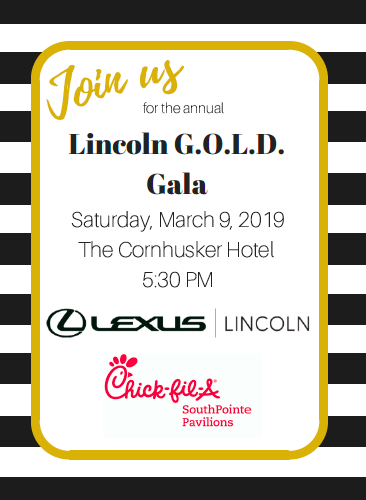 Join us
for the annual
Lincoln G.O.L.D.
Gala
Saturday, March 9, 2019
The Cornhusker Hotel
5:30 PM
LEXUS | LINCOLN
Chick-fil-A
SouthPointe
Pavilions